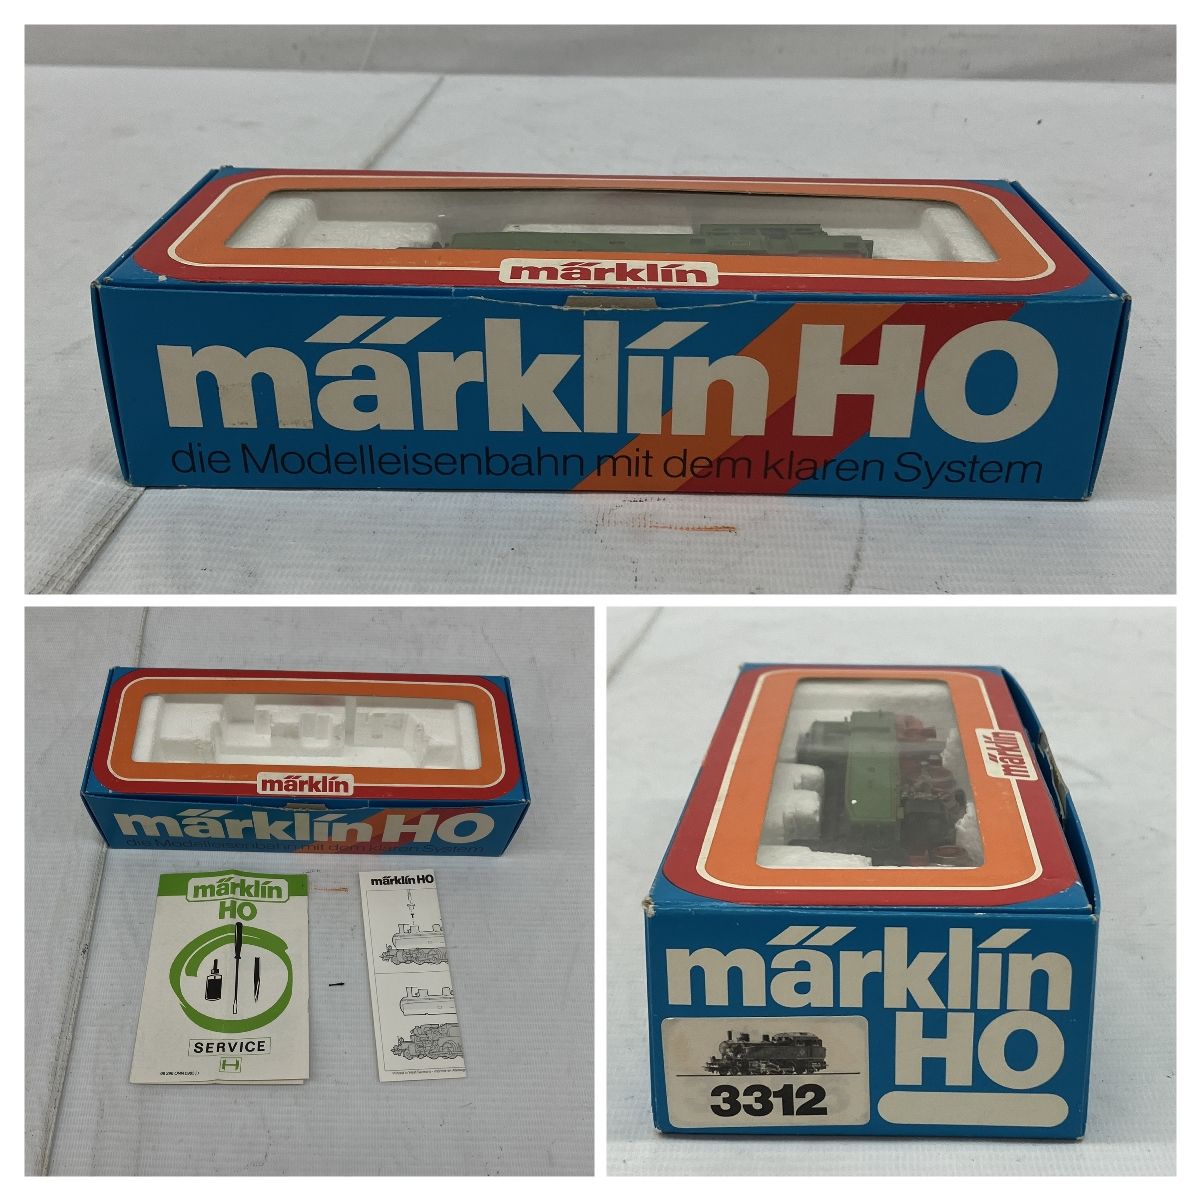 märklin
märklin HO
die Modelleisenbahn mit dem klaren System
märklin
märklin HO
die Modelleisenbahn mit dem klaren System
märklin
HO
SERVICE
H
märklin HO
märklin
märklin
HO
3312